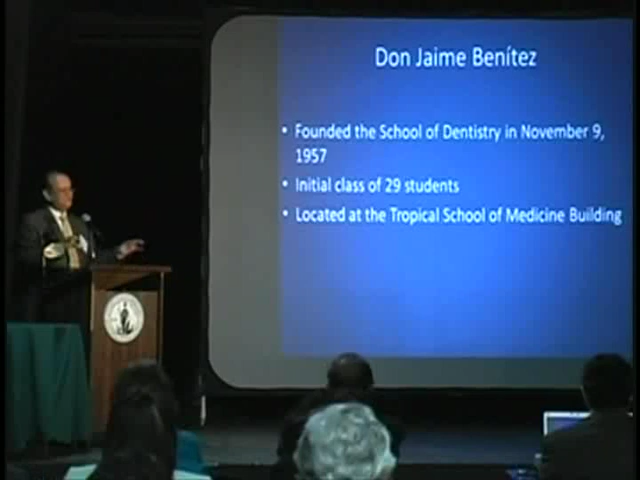 Don Jaime Benítez
• Founded the School of Dentistry in November 9,
1957
• Initial class of 29 students
• Located at the Tropical School of Medicine Building